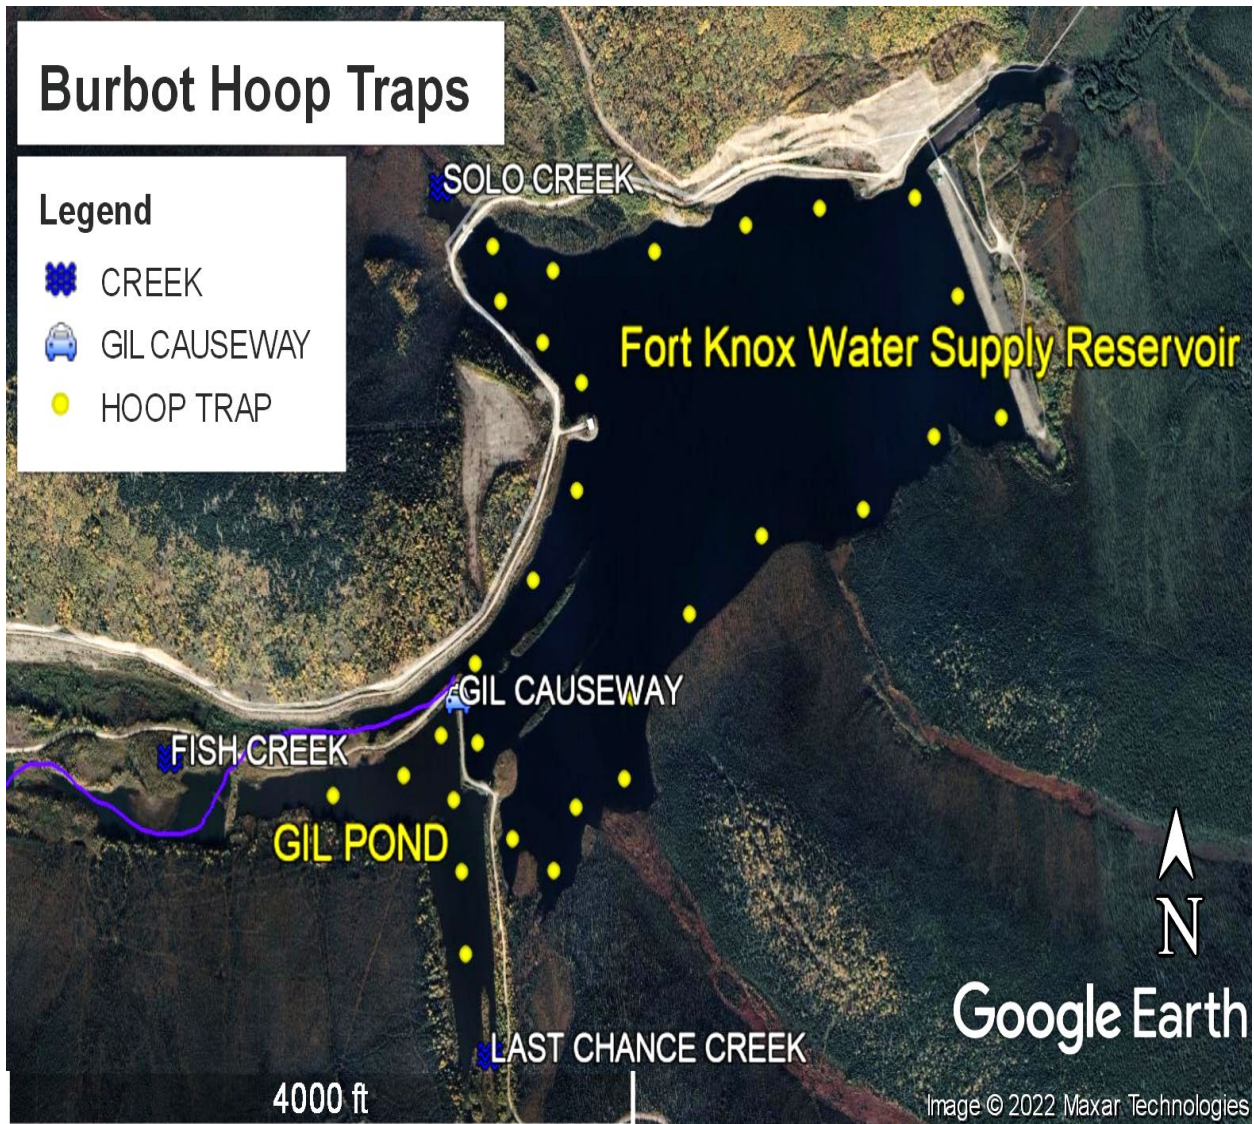 Burbot Hoop Traps
Legend
CREEK
GIL CAUSEWAY
HOOP TRAP
SOLO CREEK
Fort Knox Water Supply Reservoir
GIL CAUSEWAY
FISH CREEK
GIL POND
N
Google Earth
LAST CHANCE CREEK
4000 ft
Image © 2022 Maxar Technologies